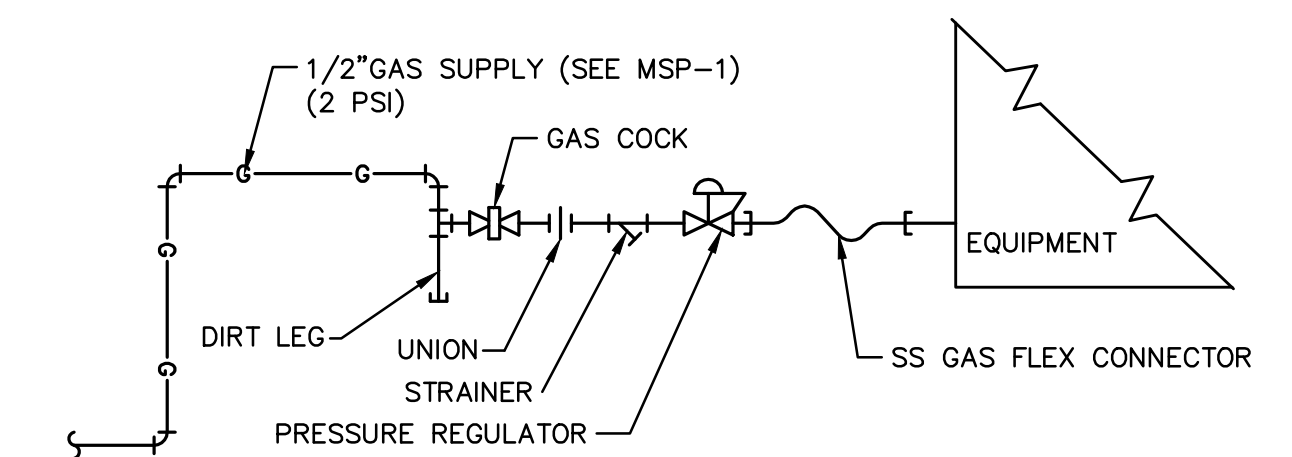 1/2”GAS SUPPLY (SEE MSP-1)
(2 PSI)
GAS COCK
G
G
G
EQUIPMENT
DIRT LEG
UNION
SS GAS FLEX CONNECTOR
G
STRAINER
PRESSURE REGULATOR